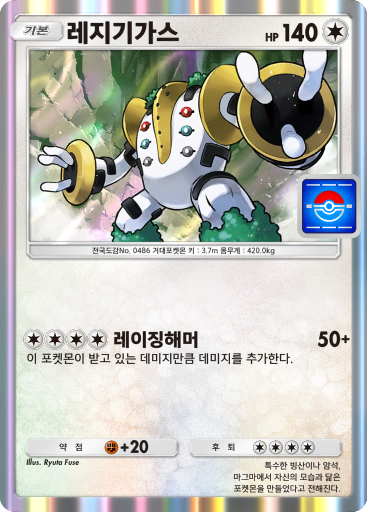 기본 레지기가스 HP 140
전국도감No. 0486 거대포켓몬 키 : 3.7m 몸무게 : 420.0kg
레이징해머 50+
이 포켓몬이 받고 있는 데미지만큼 데미지를 추가한다.
약점 +20 후퇴
Illus. Ryuta Fuse
특수한 빙산이나 암석,
마그마에서 자신의 모습과 닮은
포켓몬을 만들었다고 전해진다.